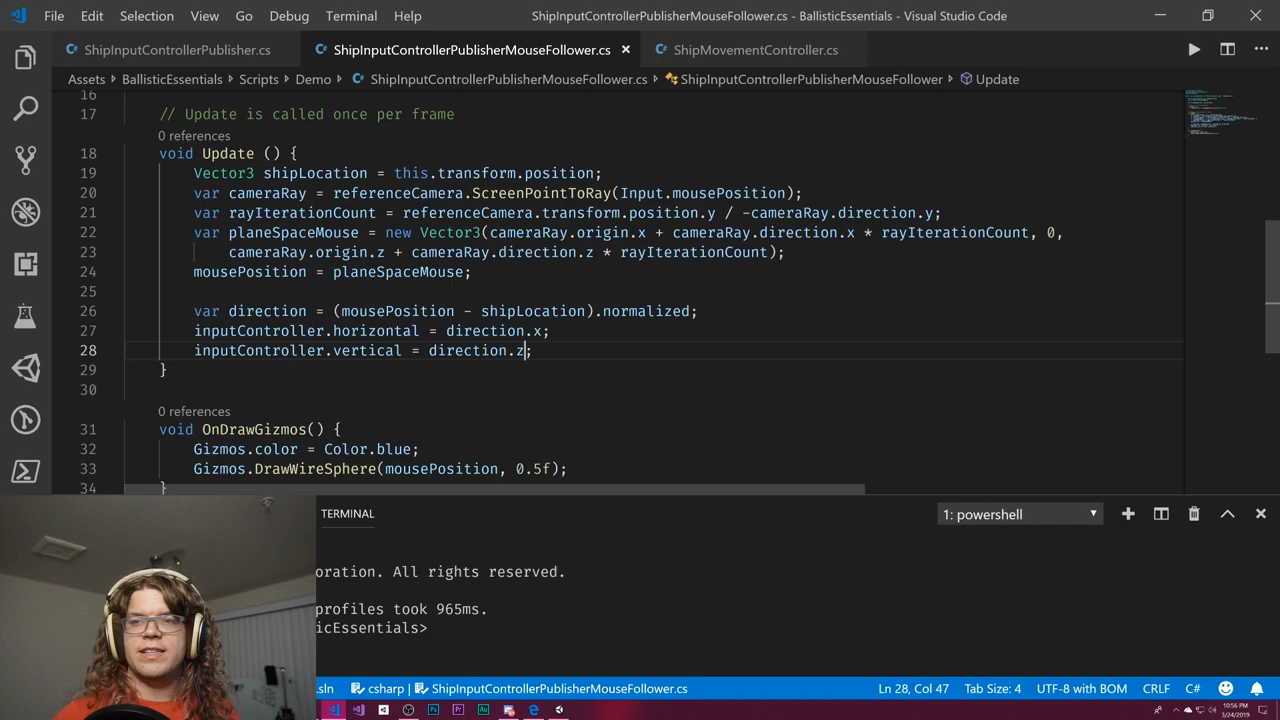 File Edit Selection View Go Debug Terminal Help ShipInputControllerPublisherMouseFollower.cs - BallisticEssentials - Visual Studio Code
ShipInputControllerPublisher.cs ShipInputControllerPublisherMouseFollower.cs ShipMovementController.cs
Assets BallisticEssentials Scripts Demo ShipInputControllerPublisherMouseFollower.cs ShipInputControllerPublisherMouseFollower Update
16
17 // Update is called once per frame
0 references
18 void Update () {
19 Vector3 shipLocation = this.transform.position;
20 var cameraRay = referenceCamera.ScreenPointToRay(Input.mousePosition);
21 var rayIterationCount = referenceCamera.transform.position.y / -cameraRay.direction.y;
22 var planeSpaceMouse = new Vector3(cameraRay.origin.x + cameraRay.direction.x * rayIterationCount, 0,
23 cameraRay.origin.z + cameraRay.direction.z * rayIterationCount);
24 mousePosition = planeSpaceMouse;
25
26 var direction = (mousePosition - shipLocation).normalized;
27 inputController.horizontal = direction.x;
28 inputController.vertical = direction.z;
29 }
30
0 references
31 void OnDrawGizmos() {
32 Gizmos.color = Color.blue;
33 Gizmos.DrawWireSphere(mousePosition, 0.5f);
34 }
TERMINAL 1: powershell
oration. All rights reserved.
profiles took 965ms.
icEssentials>
.sln csharp ShipInputControllerPublisherMouseFollower.cs Ln 28, Col 47 Tab Size: 4 UTF-8 with BOM CRLF C#
10:56 PM
3/24/2019